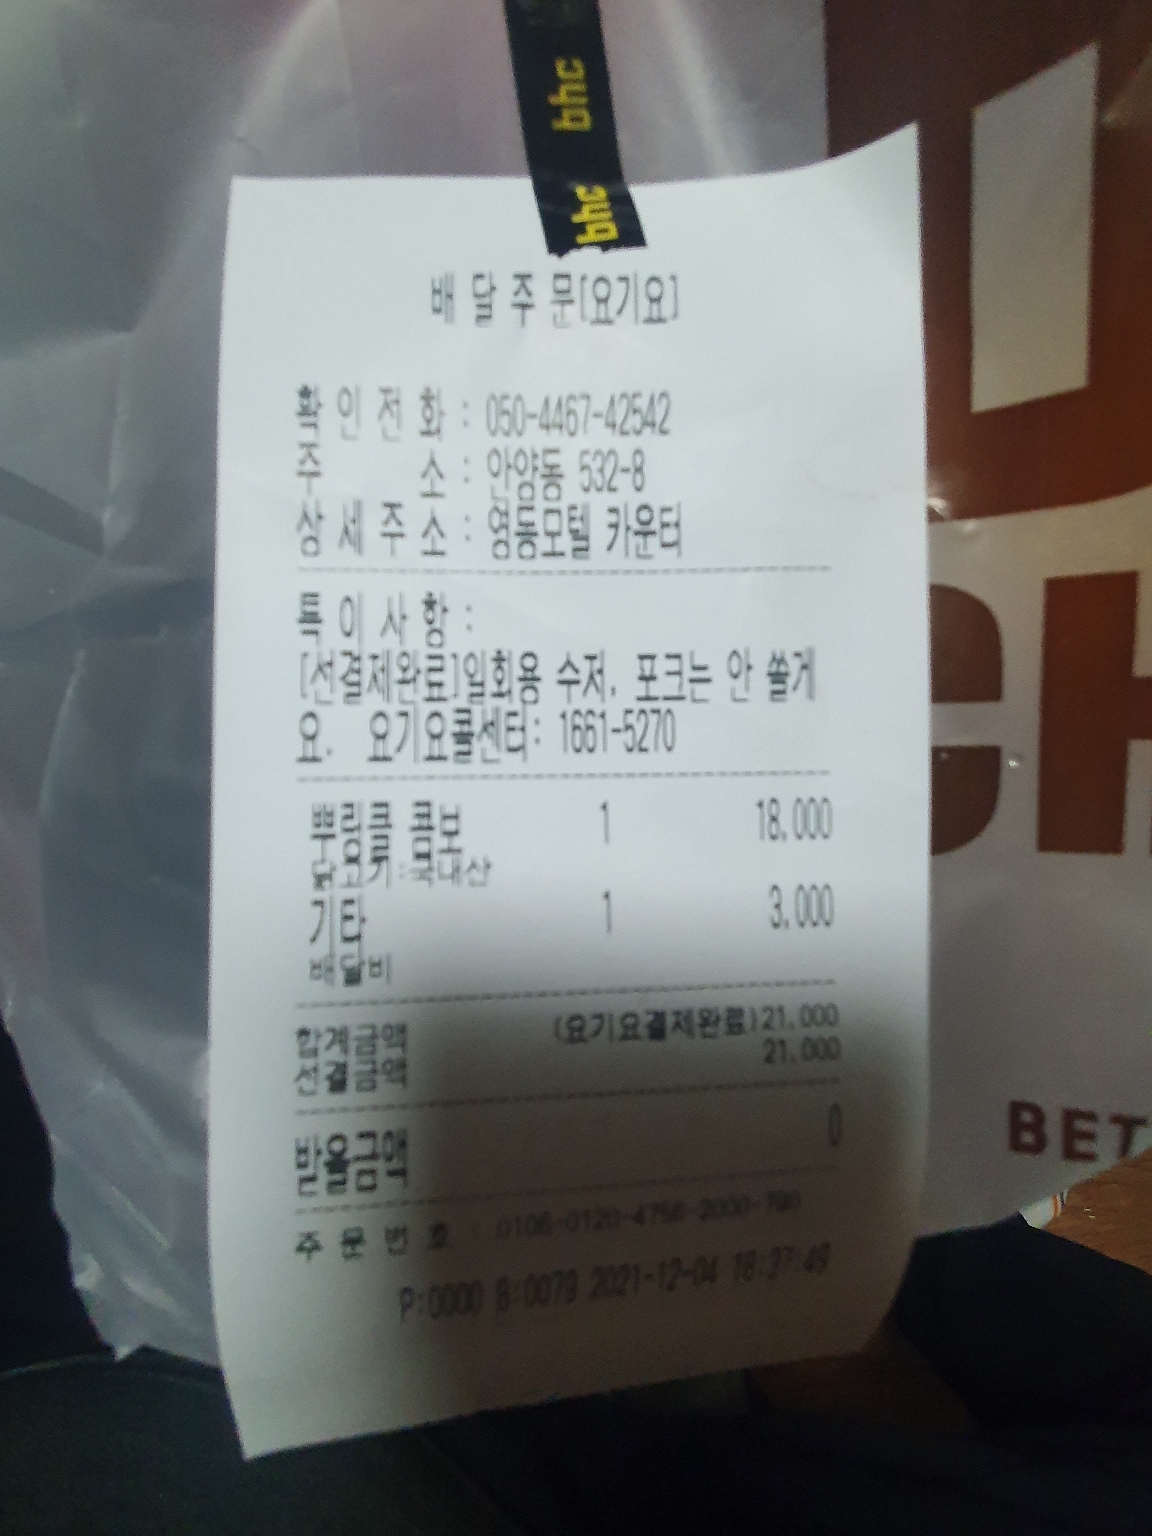 bhc
bhc
배 달 주 문[요기요]
확 인 전 화 : 050-4467-42542
주 소 : 안양동 532-8
상 세 주 소 : 영동모텔 카운터
특 이 사 항 :
[선결제완료]일회용 수저, 포크는 안 쓸게
요. 요기요콜센터: 1661-5270
뿌링클 콤보 1 18,000
닭고기:국내산
기타 1 3,000
배달비
합계금액 (요기요결제완료)21,000
선결금액 21,000
받을금액 0
주 문 번 호 :
P:0000 B:0079 2021-12-04 18:37:49
BET